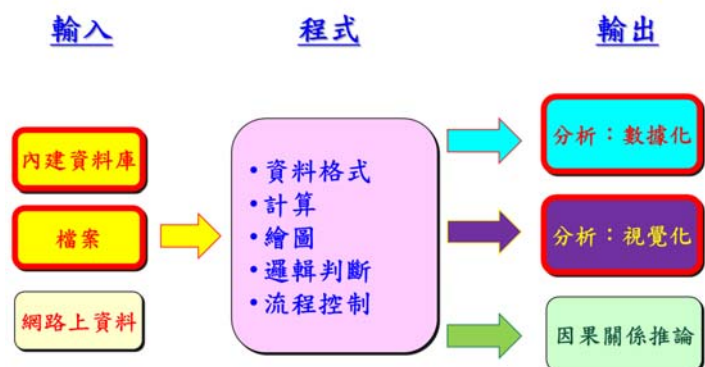 輸入
程式
輸出
內建資料庫
檔案
網路上資料
•資料格式
•計算
•繪圖
•邏輯判斷
•流程控制
分析：數據化
分析：視覺化
因果關係推論